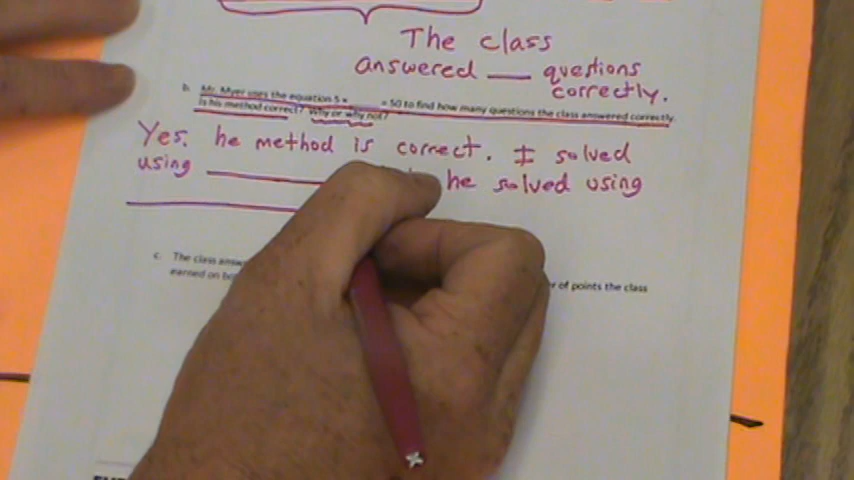 The class
answered ___ questions
correctly.
b. Mr. Myer uses the equation 5 × ___ = 50 to find how many questions the class answered correctly.
Is his method correct? Why or why not?
Yes, he method is correct. I solved
using ___ he solved using
___
c. The class answ
earned on bo r of points the class